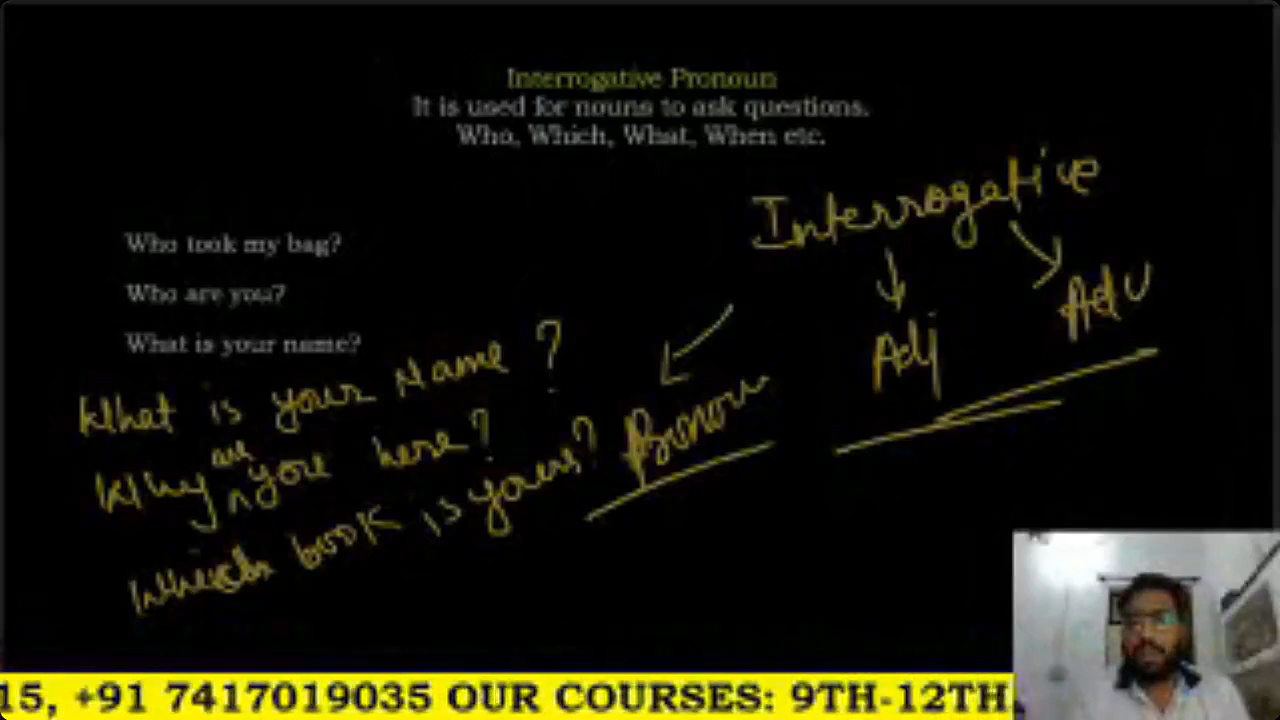 Interrogative Pronoun
It is used for nouns to ask questions.
Who, Which, What, When etc.
Interrogative
Who took my bag?
Who are you?
Adv
What is your name?
Adj
What is your Name ?
Why are you here?
Which book is yours?
15, +91 7417019035 OUR COURSES: 9TH-12TH,